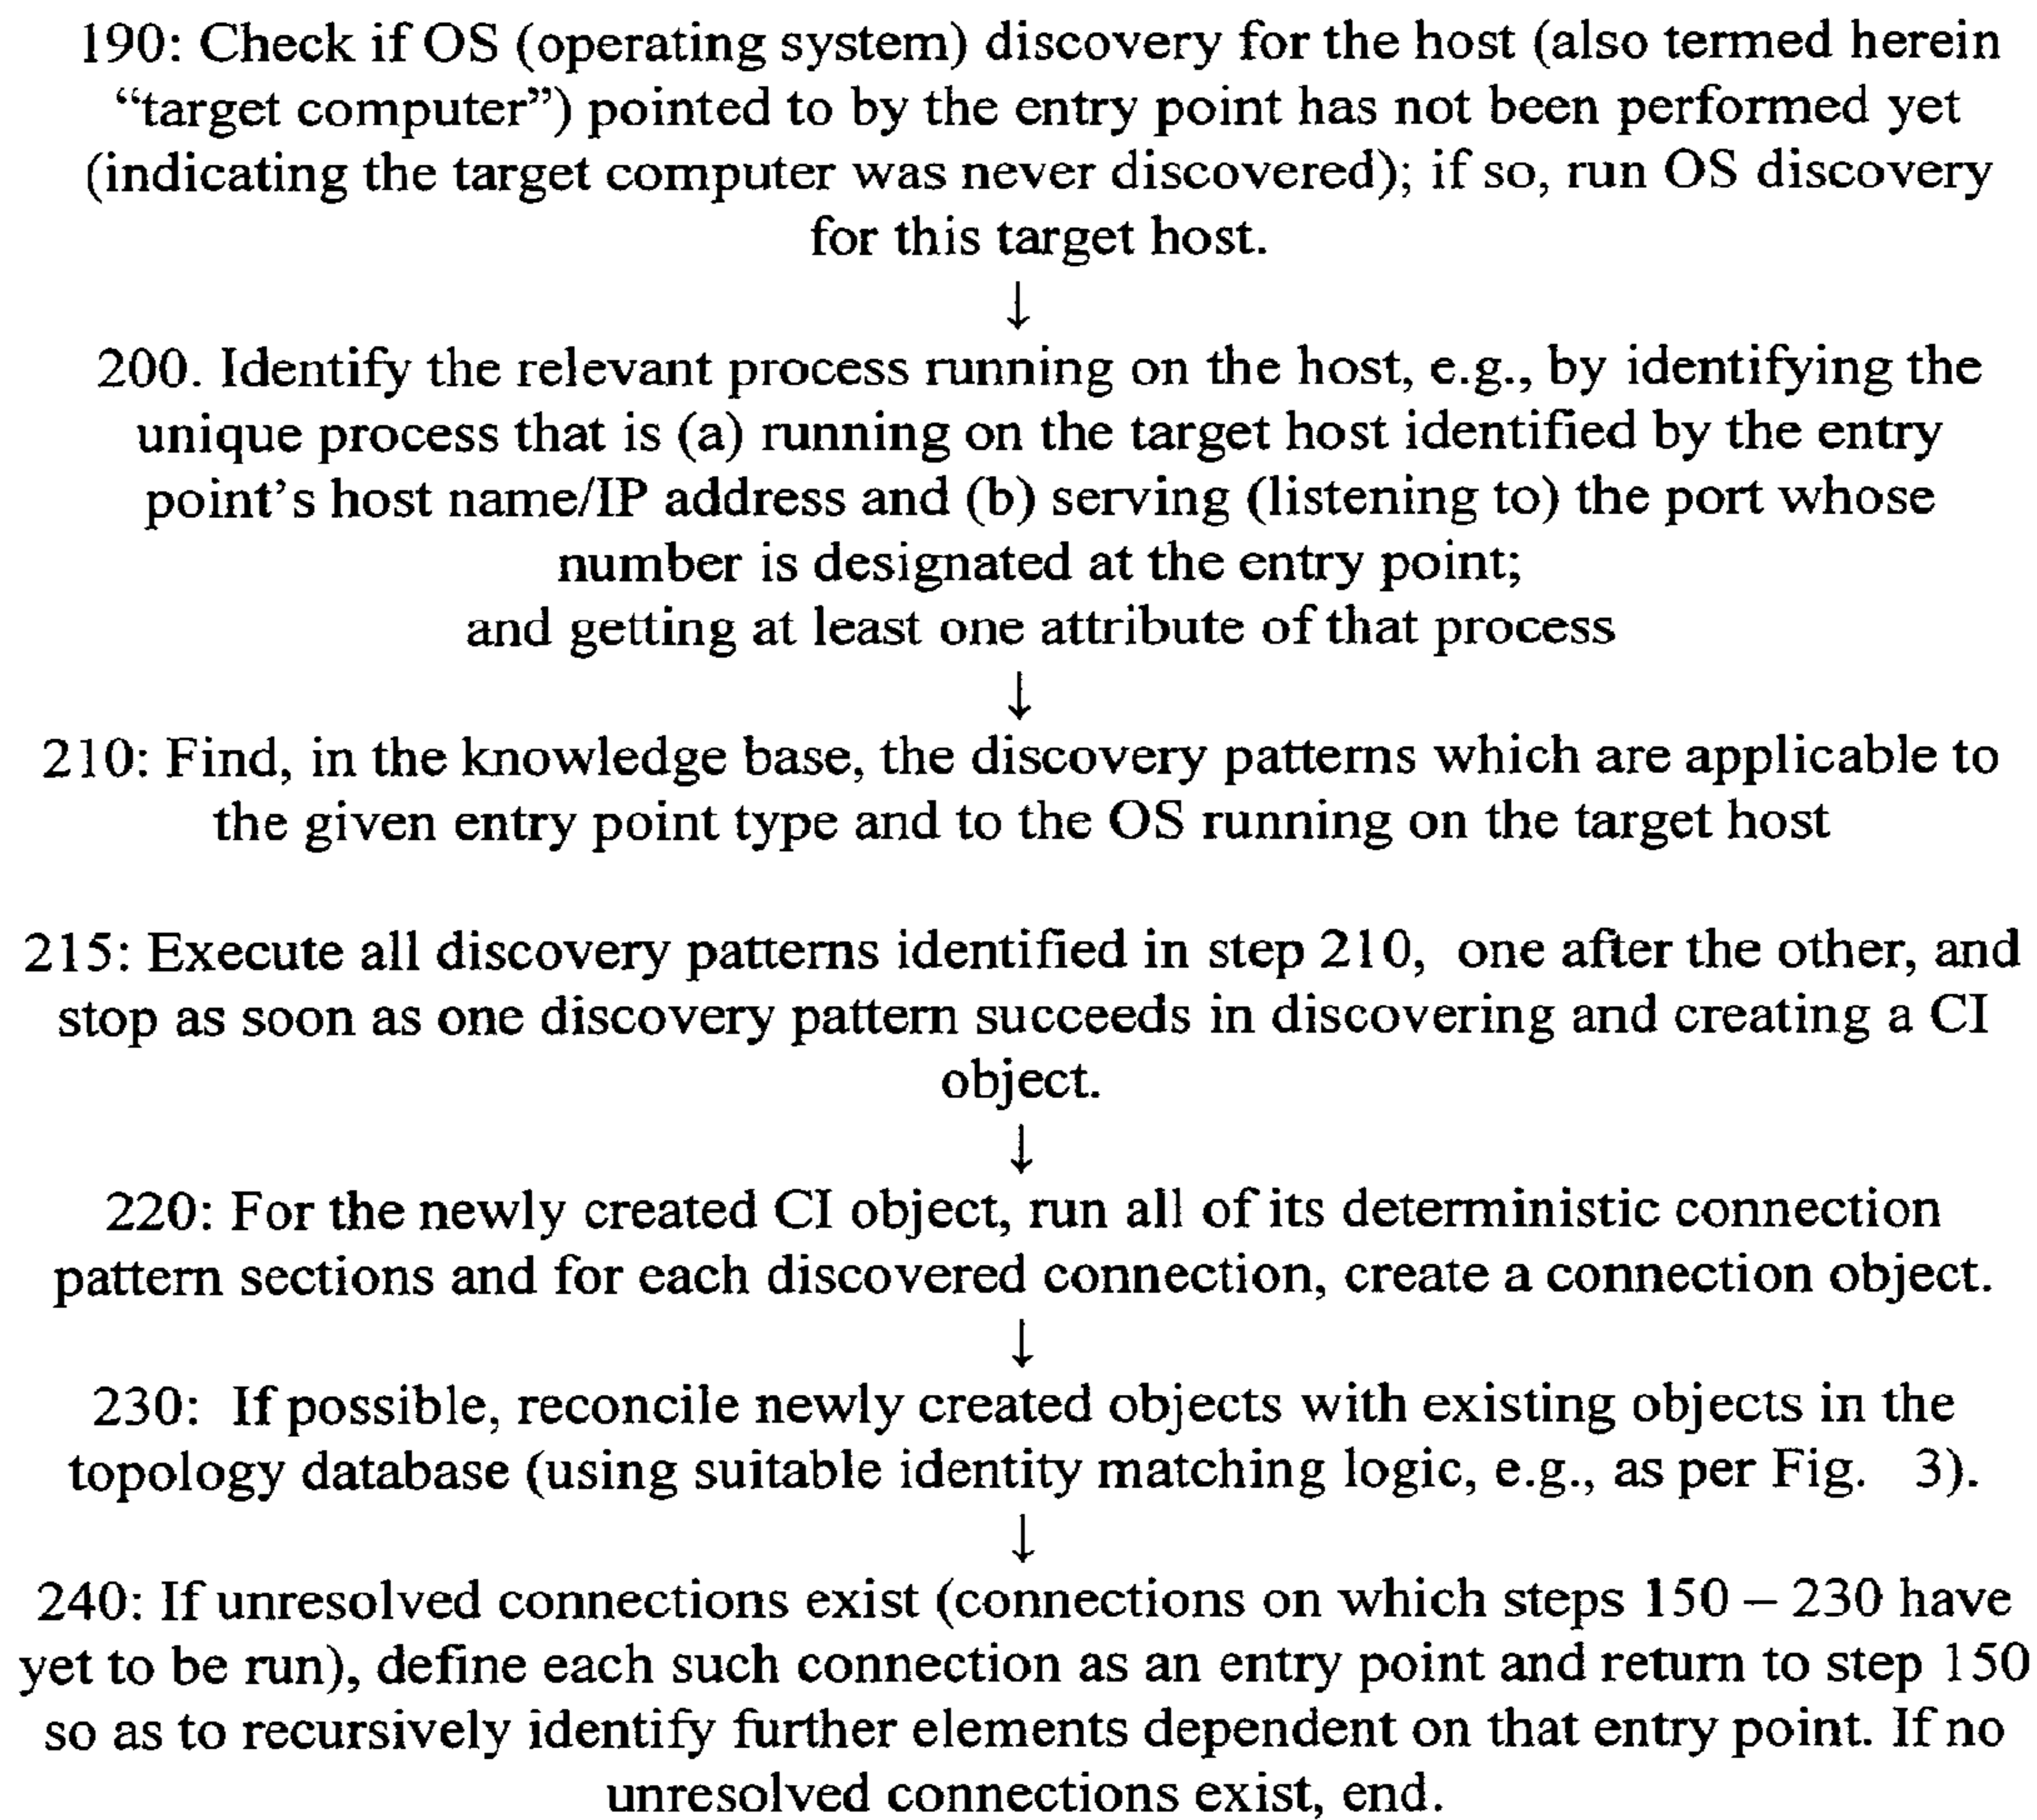 190: Check if OS (operating system) discovery for the host (also termed herein
“target computer”) pointed to by the entry point has not been performed yet
(indicating the target computer was never discovered); if so, run OS discovery
for this target host.
↓
200. Identify the relevant process running on the host, e.g., by identifying the
unique process that is (a) running on the target host identified by the entry
point’s host name/IP address and (b) serving (listening to) the port whose
number is designated at the entry point;
and getting at least one attribute of that process
↓
210: Find, in the knowledge base, the discovery patterns which are applicable to
the given entry point type and to the OS running on the target host
215: Execute all discovery patterns identified in step 210, one after the other, and
stop as soon as one discovery pattern succeeds in discovering and creating a CI
object.
↓
220: For the newly created CI object, run all of its deterministic connection
pattern sections and for each discovered connection, create a connection object.
↓
230: If possible, reconcile newly created objects with existing objects in the
topology database (using suitable identity matching logic, e.g., as per Fig. 3).
↓
240: If unresolved connections exist (connections on which steps 150 – 230 have
yet to be run), define each such connection as an entry point and return to step 150
so as to recursively identify further elements dependent on that entry point. If no
unresolved connections exist, end.